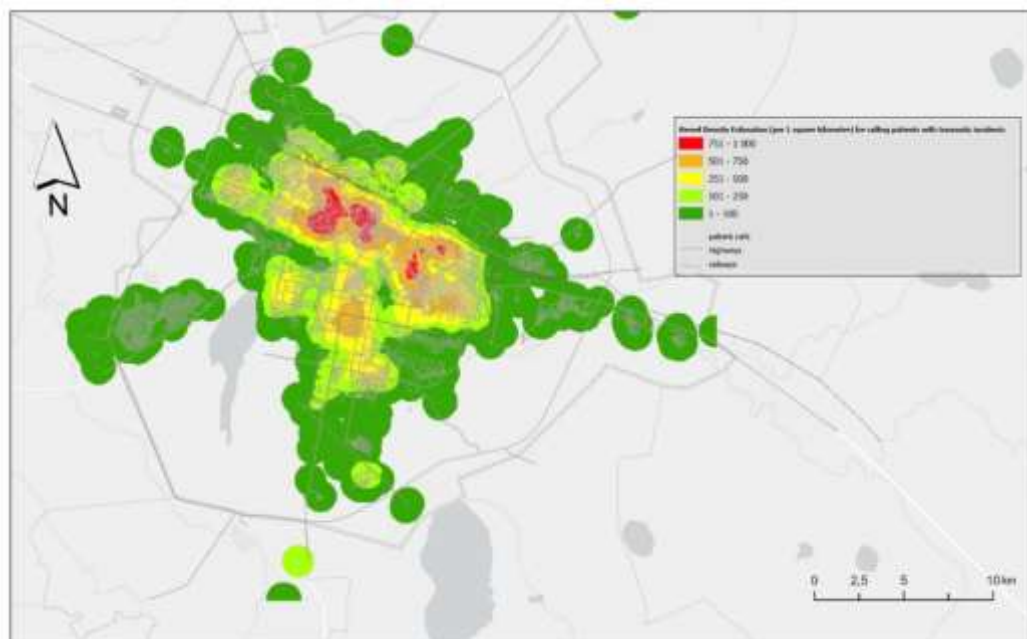 Kernel Density Estimation (per 1 square kilometer) for calling patients with traumatic incidents
751 - 1 000
501 - 750
251 - 500
101 - 250
1 - 100
patient calls
highways
railways
N
0 2,5 5 10 km